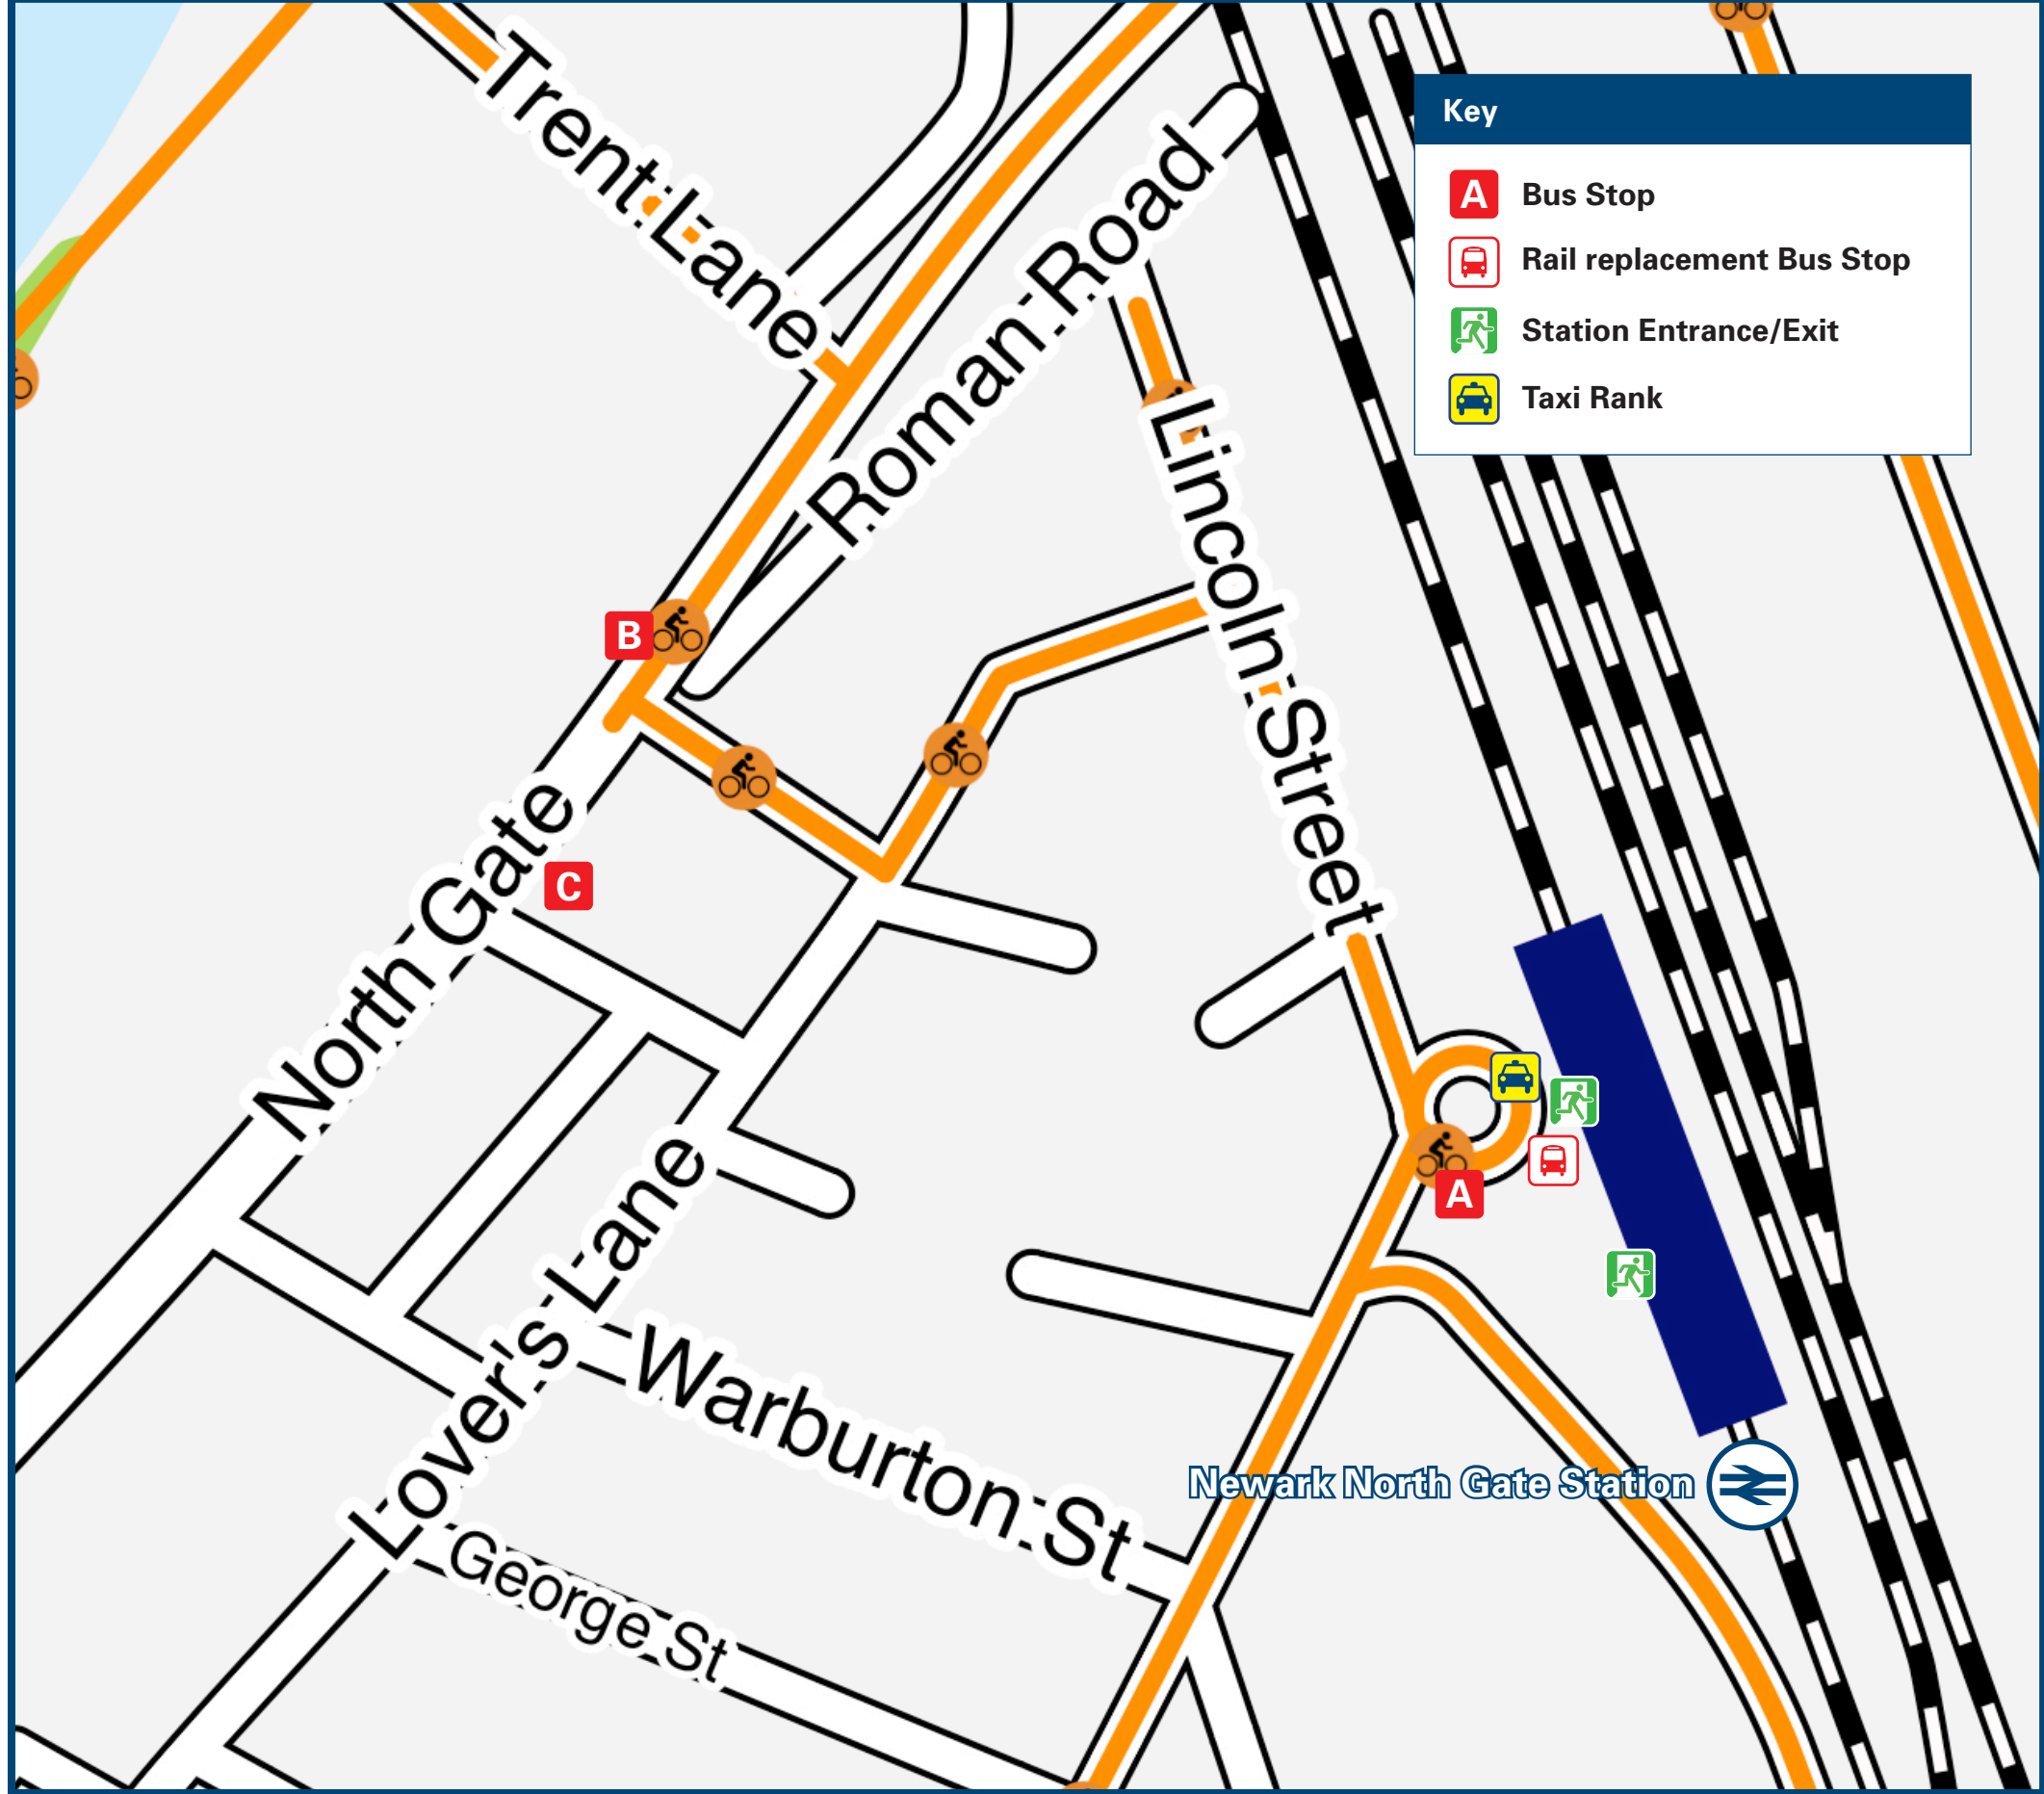 Key
A Bus Stop
Rail replacement Bus Stop
Station Entrance/Exit
Taxi Rank
Trent Lane
Roman Road
Lincoln Street
B
C
North Gate
A
Lover's Lane
Warburton St
Newark North Gate Station
George St